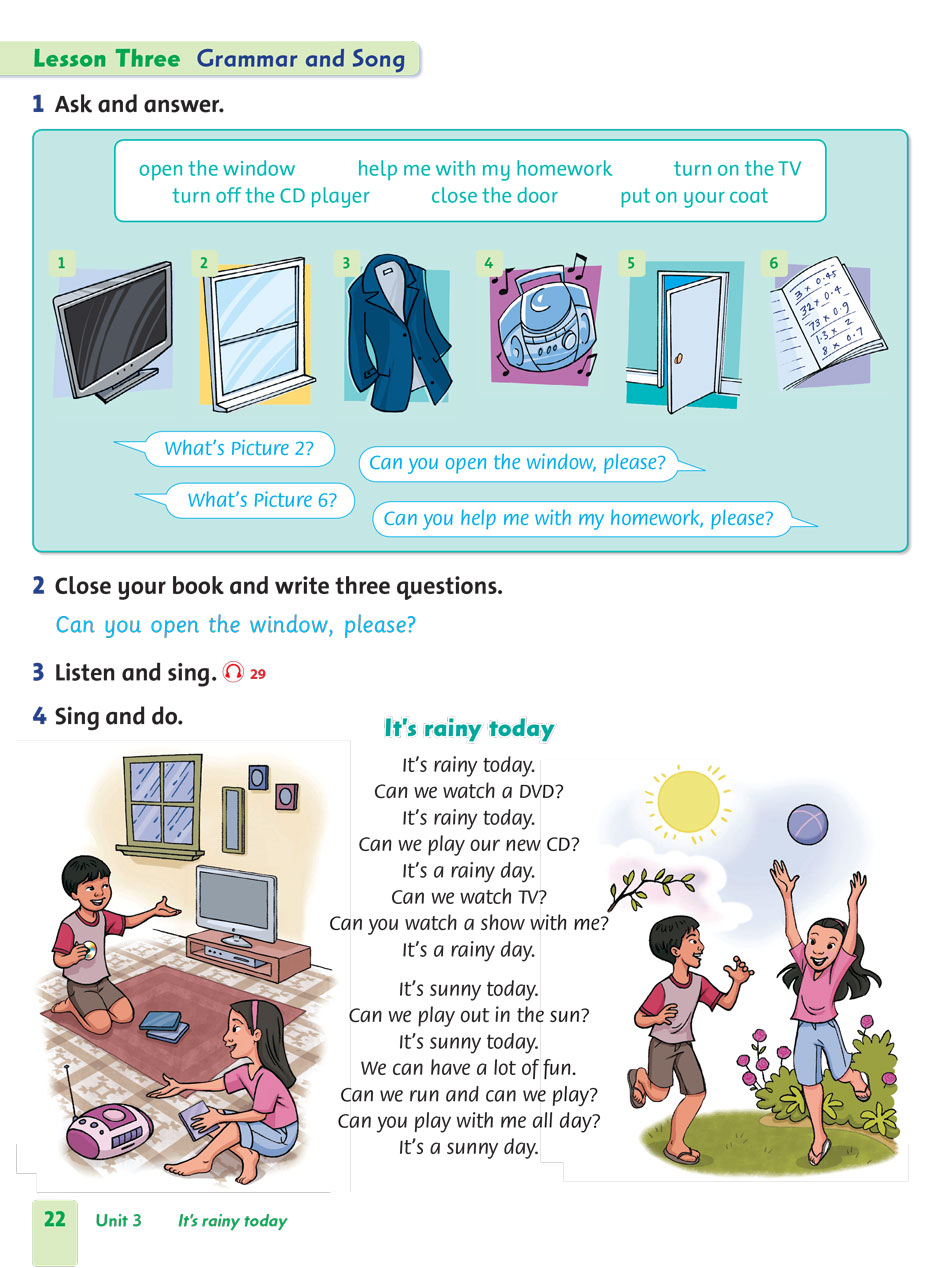 Lesson Three Grammar and Song
1 Ask and answer.
open the window help me with my homework turn on the TV
turn off the CD player close the door put on your coat
1 2 3 4 5 6
3 x 0.45
32 x 0.4
73 x 0.9
1.3 x 2
8 x 0.7
What's Picture 2?
Can you open the window, please?
What's Picture 6?
Can you help me with my homework, please?
2 Close your book and write three questions.
Can you open the window, please?
3 Listen and sing. 29
4 Sing and do.
It's rainy today
It's rainy today.
Can we watch a DVD?
It's rainy today.
Can we play our new CD?
It's a rainy day.
Can we watch TV?
Can you watch a show with me?
It's a rainy day.
It's sunny today.
Can we play out in the sun?
It's sunny today.
We can have a lot of fun.
Can we run and can we play?
Can you play with me all day?
It's a sunny day.
22 Unit 3 It's rainy today